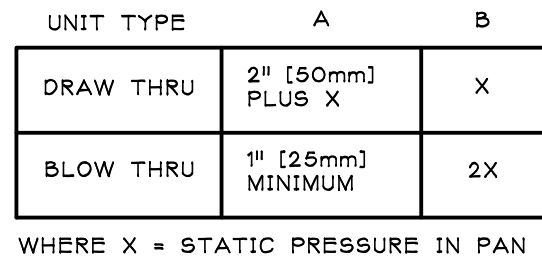 UNIT TYPE A B
DRAW THRU 2" [50mm] PLUS X X
BLOW THRU 1" [25mm] MINIMUM 2X
WHERE X = STATIC PRESSURE IN PAN